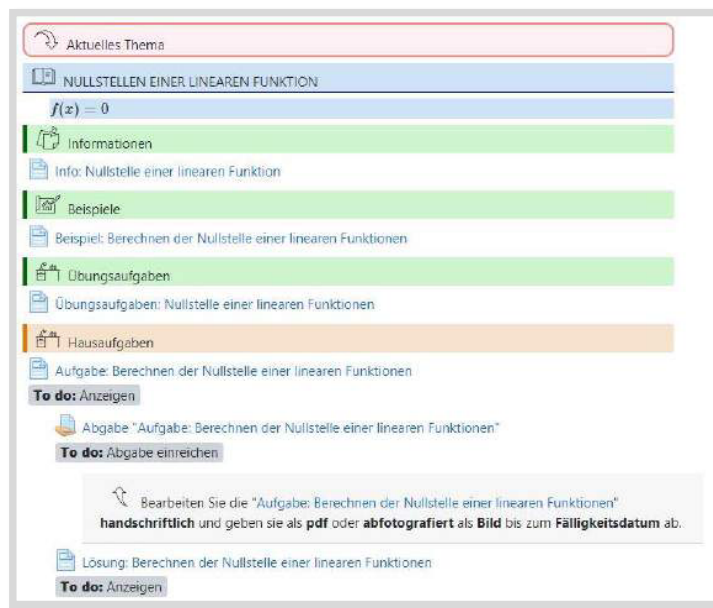 Aktuelles Thema
NULLSTELLEN EINER LINEAREN FUNKTION
f(x) = 0
Informationen
Info: Nullstelle einer linearen Funktion
Beispiele
Beispiel: Berechnen der Nullstelle einer linearen Funktionen
Übungsaufgaben
Übungsaufgaben: Nullstelle einer linearen Funktionen
Hausaufgaben
Aufgabe: Berechnen der Nullstelle einer linearen Funktionen
To do: Anzeigen
Abgabe "Aufgabe: Berechnen der Nullstelle einer linearen Funktionen"
To do: Abgabe einreichen
Bearbeiten Sie die "Aufgabe: Berechnen der Nullstelle einer linearen Funktionen"
handschriftlich und geben sie als pdf oder abfotografiert als Bild bis zum Fälligkeitsdatum ab.
Lösung: Berechnen der Nullstelle einer linearen Funktionen
To do: Anzeigen